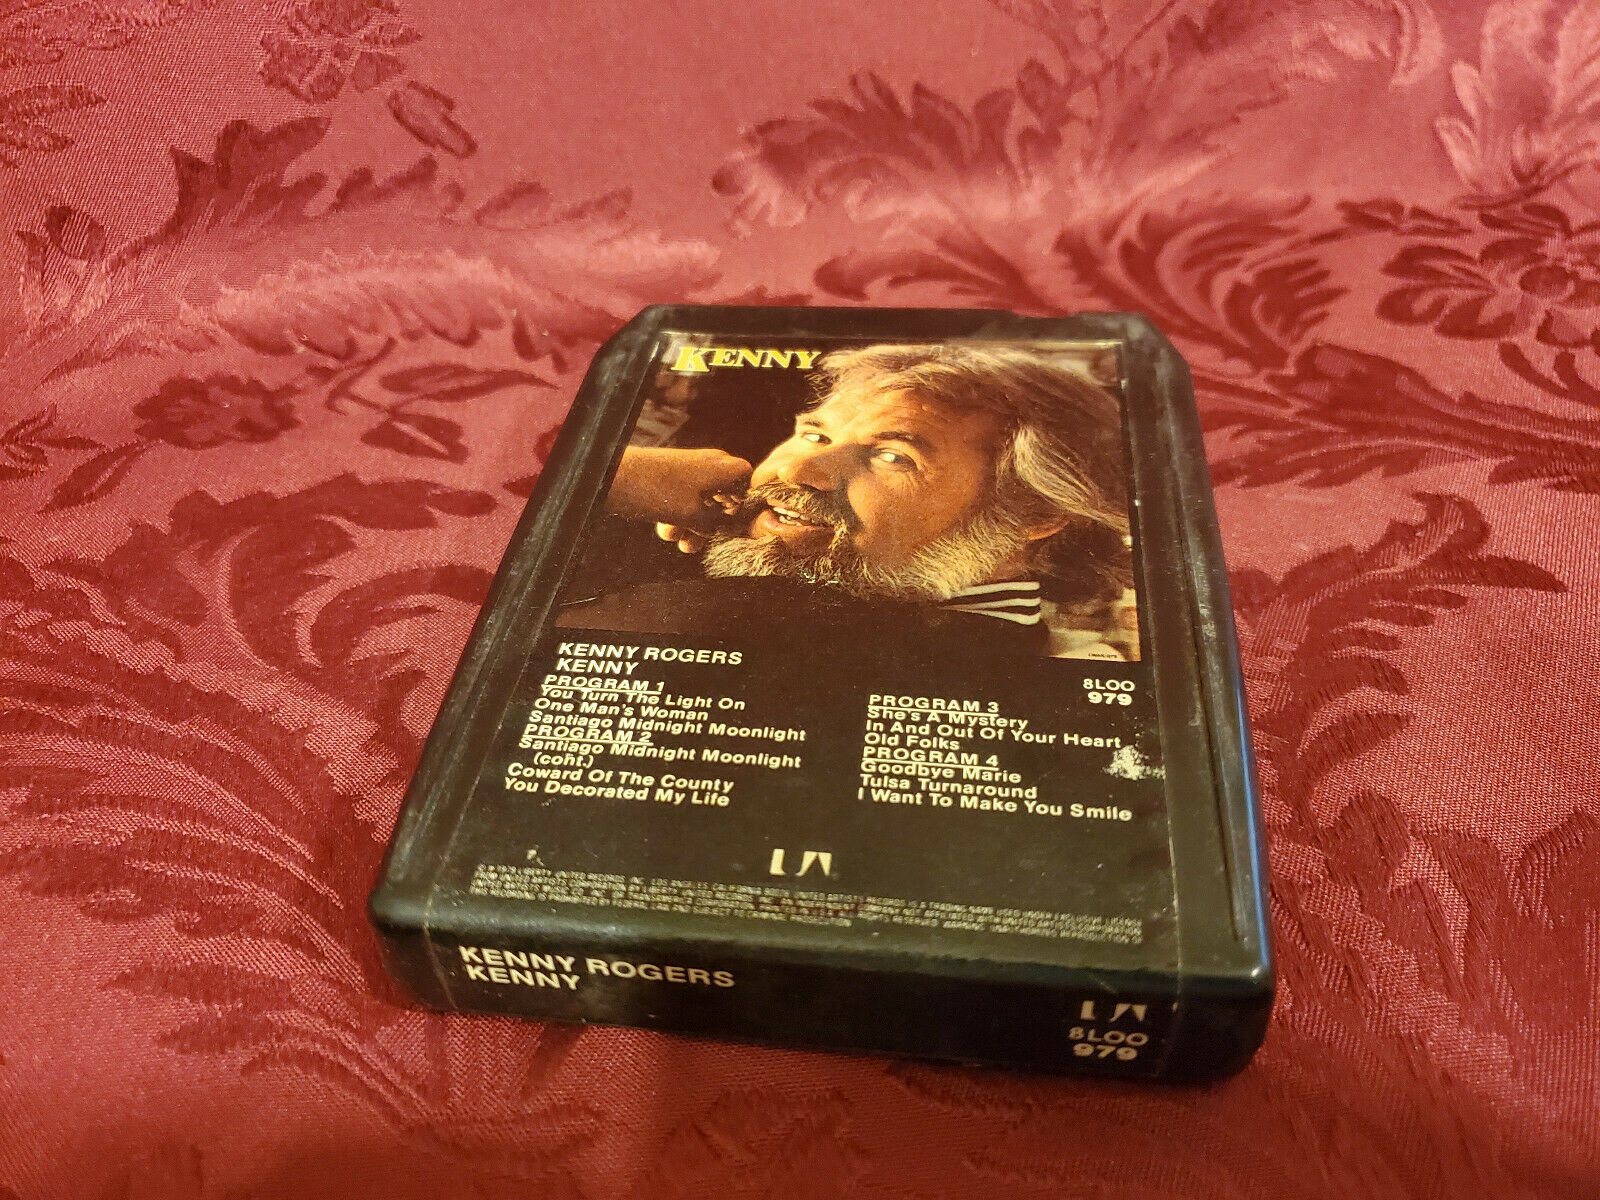 KENNY
KENNY ROGERS
KENNY
8LOO
979
PROGRAM 1
You Turn The Light On
One Man's Woman
Santiago Midnight Moonlight
PROGRAM 2
Santiago Midnight Moonlight
(cont.)
Coward Of The County
You Decorated My Life
PROGRAM 3
She's A Mystery
In And Out Of Your Heart
Old Folks
PROGRAM 4
Goodbye Marie
Tulsa Turnaround
I Want To Make You Smile
UA
KENNY ROGERS
KENNY
UA
8LOO
979